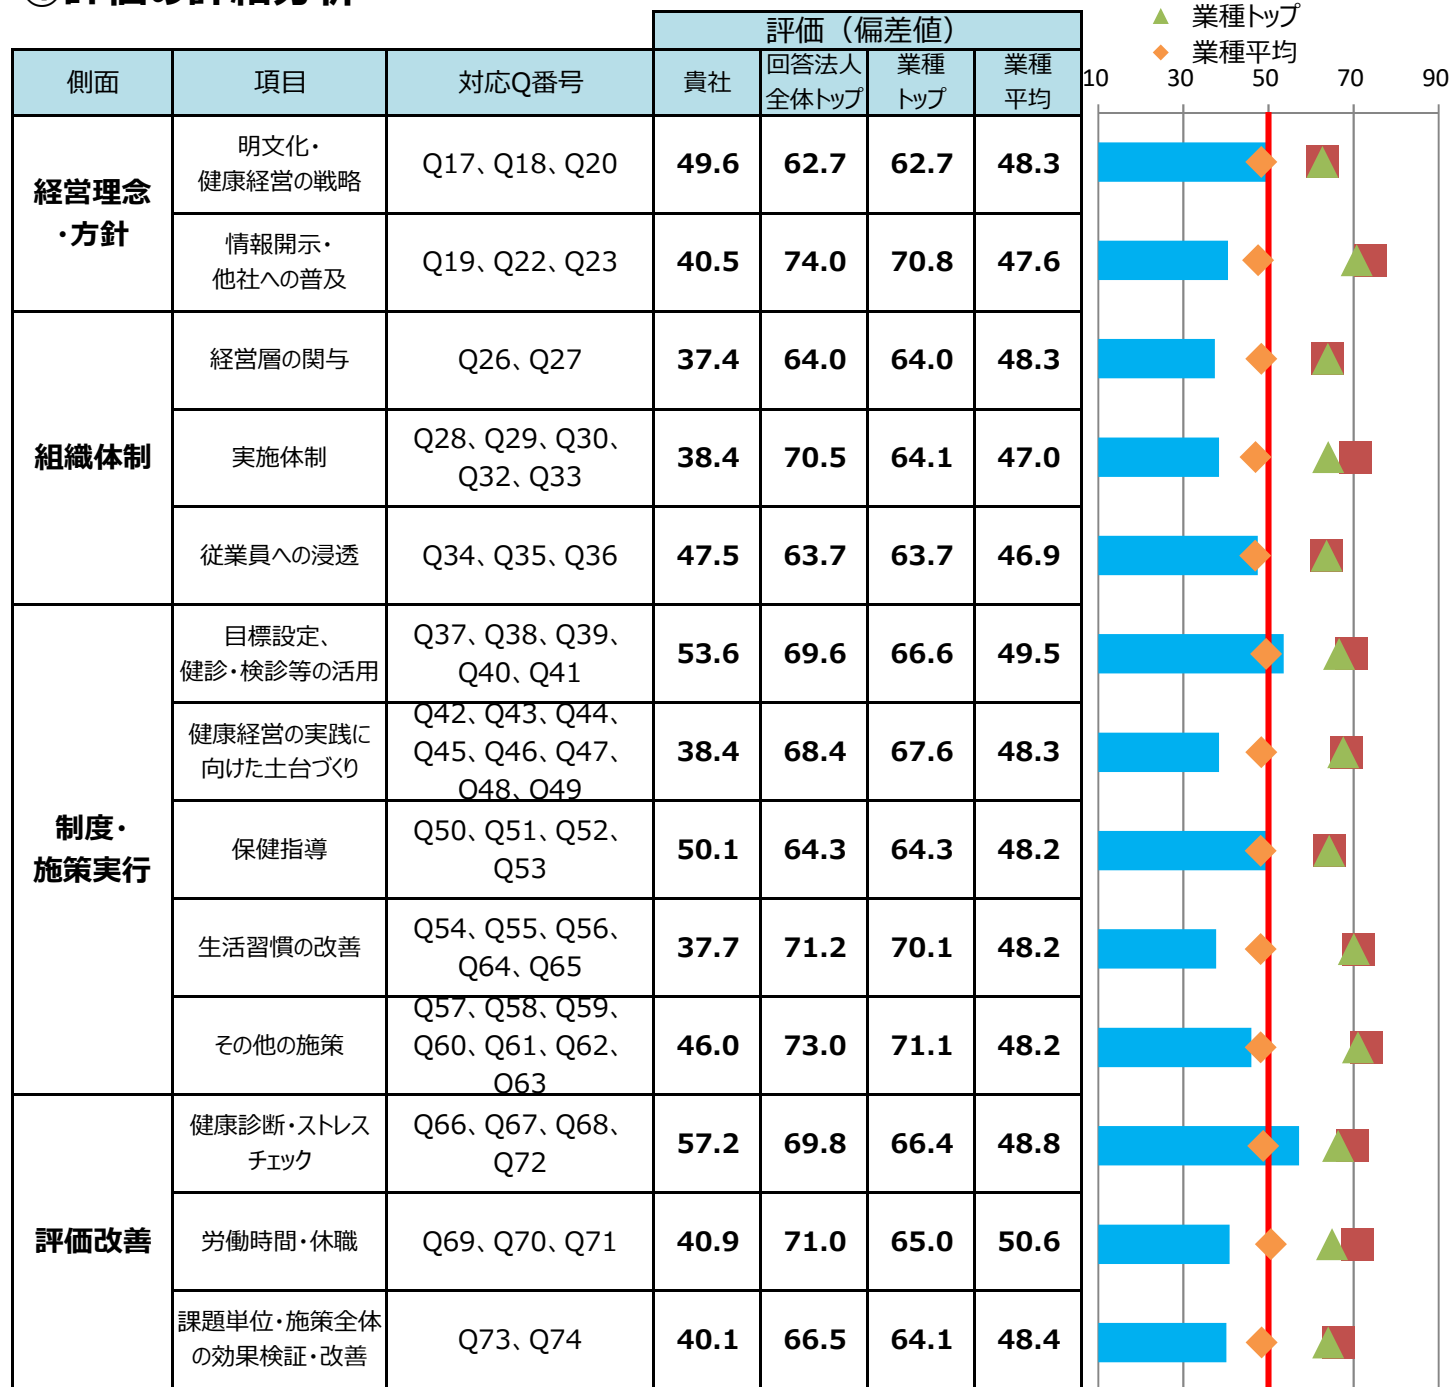 ▲ 業種トップ
◆ 業種平均
10 30 50 70 90
評価（偏差値）
側面 項目 対応Q番号 貴社 回答法人全体トップ 業種トップ 業種平均
経営理念
・方針
明文化・
健康経営の戦略
Q17、Q18、Q20 49.6 62.7 62.7 48.3
情報開示・
他社への普及
Q19、Q22、Q23 40.5 74.0 70.8 47.6
組織体制
経営層の関与 Q26、Q27 37.4 64.0 64.0 48.3
実施体制
Q28、Q29、Q30、
Q32、Q33
38.4 70.5 64.1 47.0
従業員への浸透 Q34、Q35、Q36 47.5 63.7 63.7 46.9
制度・
施策実行
目標設定、
健診・検診等の活用
Q37、Q38、Q39、
Q40、Q41
53.6 69.6 66.6 49.5
健康経営の実践に
向けた土台づくり
Q42、Q43、Q44、
Q45、Q46、Q47、
Q48、Q49
38.4 68.4 67.6 48.3
保健指導
Q50、Q51、Q52、
Q53
50.1 64.3 64.3 48.2
生活習慣の改善
Q54、Q55、Q56、
Q64、Q65
37.7 71.2 70.1 48.2
その他の施策
Q57、Q58、Q59、
Q60、Q61、Q62、
Q63
46.0 73.0 71.1 48.2
評価改善
健康診断・ストレス
チェック
Q66、Q67、Q68、
Q72
57.2 69.8 66.4 48.8
労働時間・休職 Q69、Q70、Q71 40.9 71.0 65.0 50.6
課題単位・施策全体
の効果検証・改善
Q73、Q74 40.1 66.5 64.1 48.4